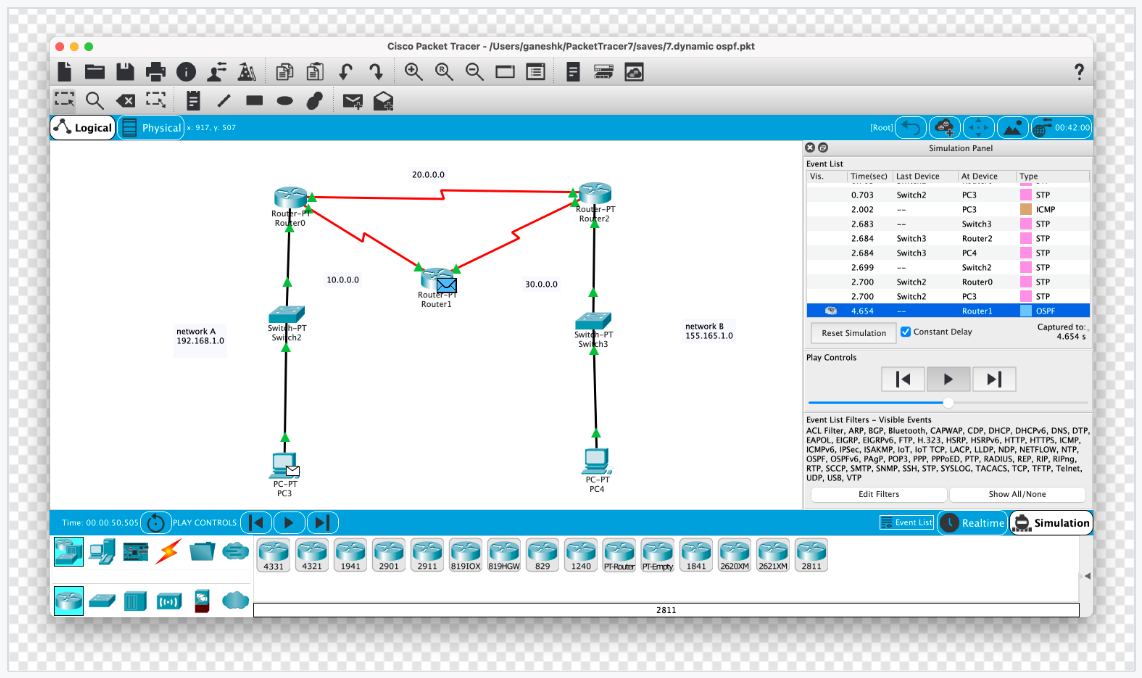 Cisco Packet Tracer - /Users/ganeshk/PacketTracer7/saves/7.dynamic ospf.pkt
?
Logical
Physical
x: 917, y: 507
[Root]
00:42:00
20.0.0.0
Router-PT
Router0
Router-PT
Router2
10.0.0.0
30.0.0.0
Router-PT
Router1
network A
192.168.1.0
Switch-PT
Switch2
Switch-PT
Switch3
network B
155.165.1.0
PC-PT
PC3
PC-PT
PC4
Simulation Panel
Event List
Vis. Time(sec) Last Device At Device Type
0.703 Switch2 PC3 STP
2.002 -- PC3 ICMP
2.683 -- Switch3 STP
2.684 Switch3 Router2 STP
2.684 Switch3 PC4 STP
2.699 -- Switch2 STP
2.700 Switch2 Router0 STP
2.700 Switch2 PC3 STP
4.654 -- Router1 OSPF
Reset Simulation
Constant Delay
Captured to:
4.654 s
Play Controls
Event List Filters - Visible Events
ACL Filter, ARP, BGP, Bluetooth, CAPWAP, CDP, DHCP, DHCPv6, DNS, DTP,
EAPOL, EIGRP, EIGRPv6, FTP, H.323, HSRP, HSRPv6, HTTP, HTTPS, ICMP,
ICMPv6, IPSec, ISAKMP, IoT, IoT TCP, LACP, LLDP, NDP, NETFLOW, NTP,
OSPF, OSPFv6, PAgP, POP3, PPP, PPPoED, PTP, RADIUS, REP, RIP, RIPng,
RTP, SCCP, SMTP, SNMP, SSH, STP, SYSLOG, TACACS, TCP, TFTP, Telnet,
UDP, USB, VTP
Edit Filters
Show All/None
Time: 00:00:50.505
PLAY CONTROLS
Event List
Realtime
Simulation
4331
4321
1941
2901
2911
819IOX
819HGW
829
1240
PT-Router
PT-Empty
1841
2620XM
2621XM
2811
2811